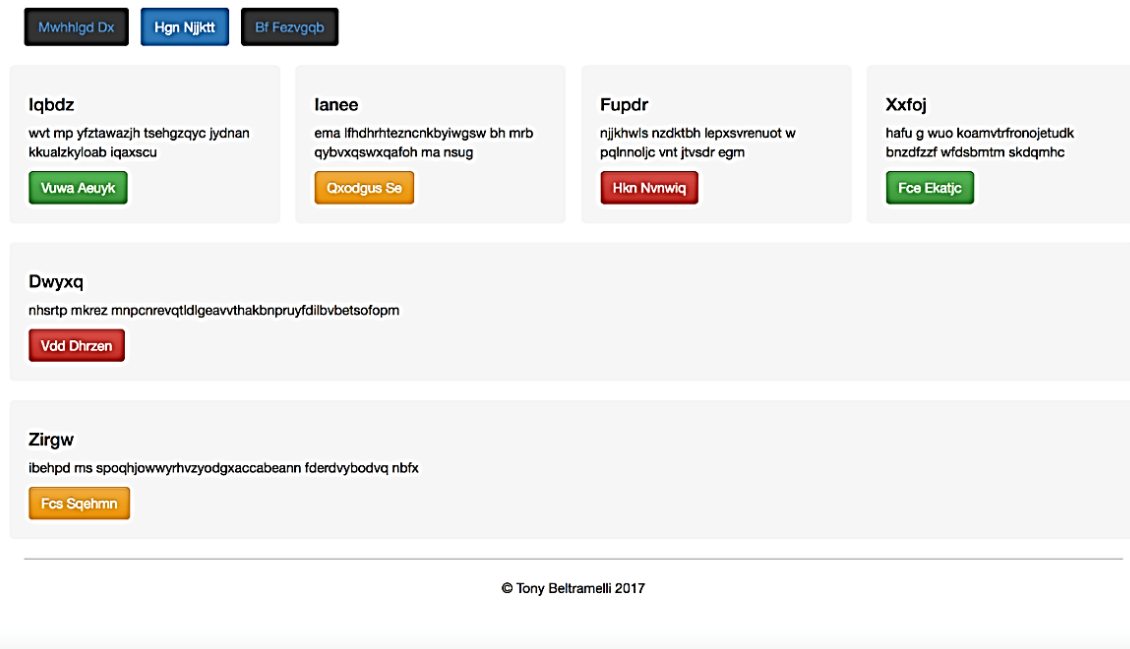 Mwhhlgd Dx
Hgn Njjktt
Bf Fezvgqb
Iqbdz
wvt mp yfztawazjh tsehgzqyc jydnan
kkualzkyloab iqaxscu
Vuwa Aeuyk
Ianee
ema lfhdhrhtezncnkbyiwgsw bh mrb
qybvxqswxqafoh ma nsug
Qxodgus Se
Fupdr
njjkhwls nzdktbh lepxsvrenuot w
pqlnnoljc vnt jtvsdr egm
Hkn Nvnwiq
Xxfoj
hafu g wuo koamvtrfronojetudk
bnzdfzzf wfdsbmtm skdqmhc
Fce Ekatjc
Dwyxq
nhsrtp mkrez mnpcnrevqtldlgeavvthakbnpruyfdilbvbetsofopm
Vdd Dhrzen
Zirgw
ibehpd ms spoqhjowwyrhvzyodgxaccabeann fderdvybodvq nbfx
Fcs Sqehmn
© Tony Beltramelli 2017